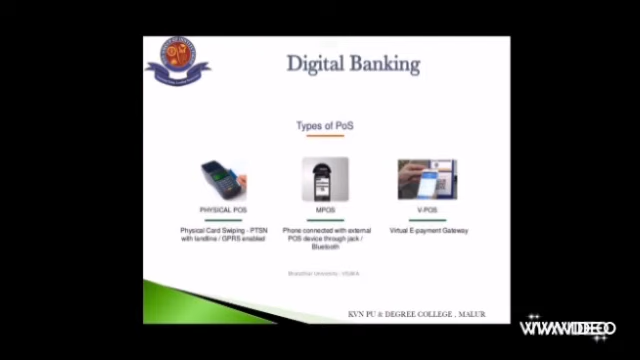 Digital Banking
Types of PoS
PHYSICAL POS
Physical Card Swiping - PTSN
with landline / GPRS enabled
MPOS
Phone connected with external
POS device through jack /
Bluetooth
V-POS
Virtual E-payment Gateway
KVN PU & DEGREE COLLEGE , MALUR